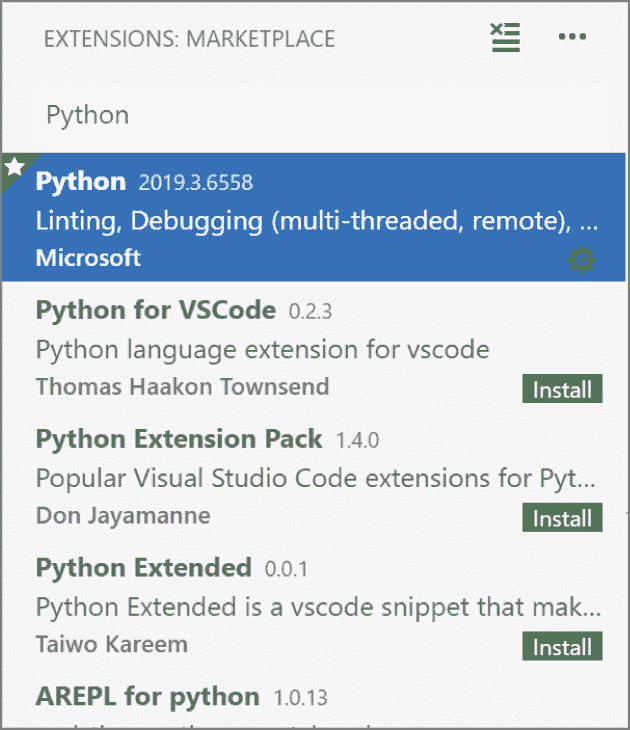 EXTENSIONS: MARKETPLACE
Python
Python 2019.3.6558
Linting, Debugging (multi-threaded, remote), ...
Microsoft
Python for VSCode 0.2.3
Python language extension for vscode
Thomas Haakon Townsend Install
Python Extension Pack 1.4.0
Popular Visual Studio Code extensions for Pyt...
Don Jayamanne Install
Python Extended 0.0.1
Python Extended is a vscode snippet that mak...
Taiwo Kareem Install
AREPL for python 1.0.13